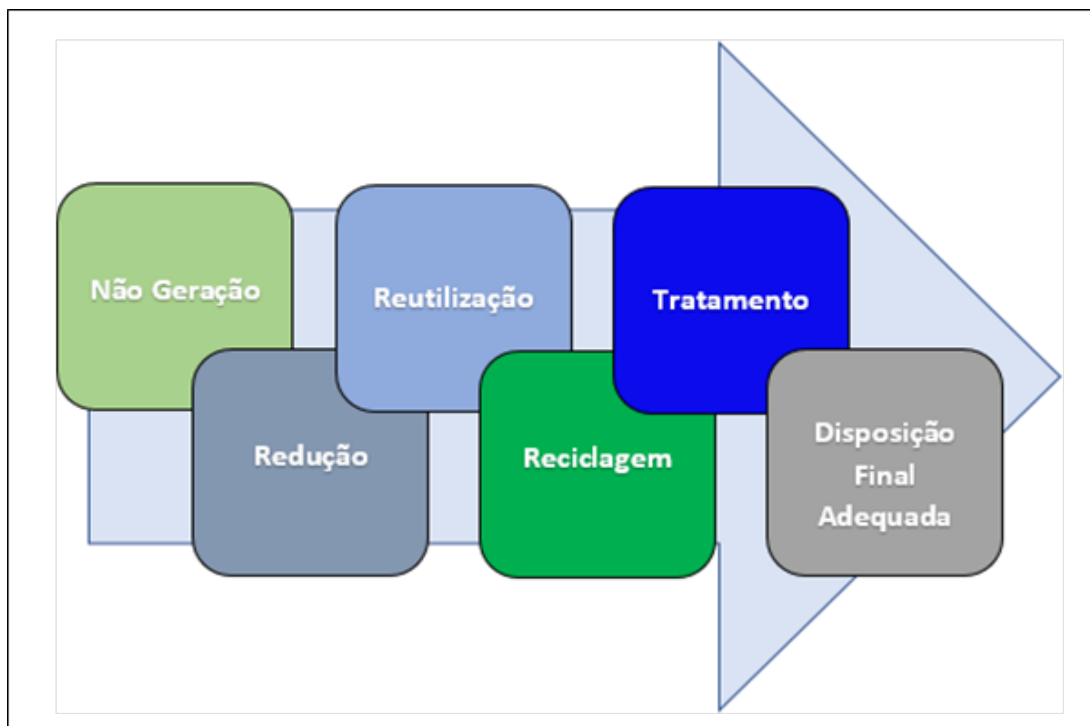 Não Geração
Redução
Reutilização
Reciclagem
Tratamento
Disposição
Final
Adequada